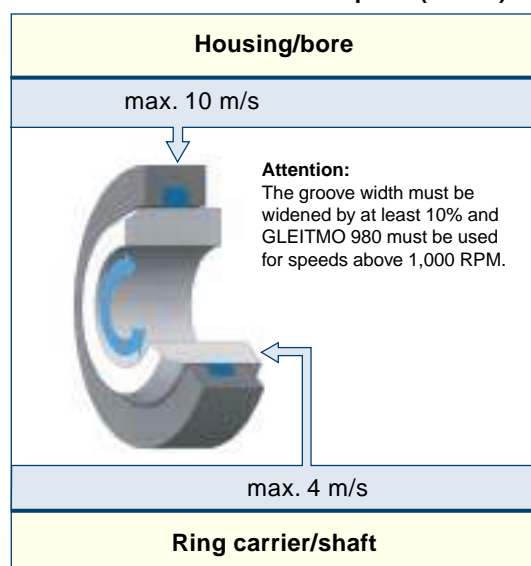 Housing/bore
max. 10 m/s
Attention:
The groove width must be
widened by at least 10% and
GLEITMO 980 must be used
for speeds above 1,000 RPM.
max. 4 m/s
Ring carrier/shaft